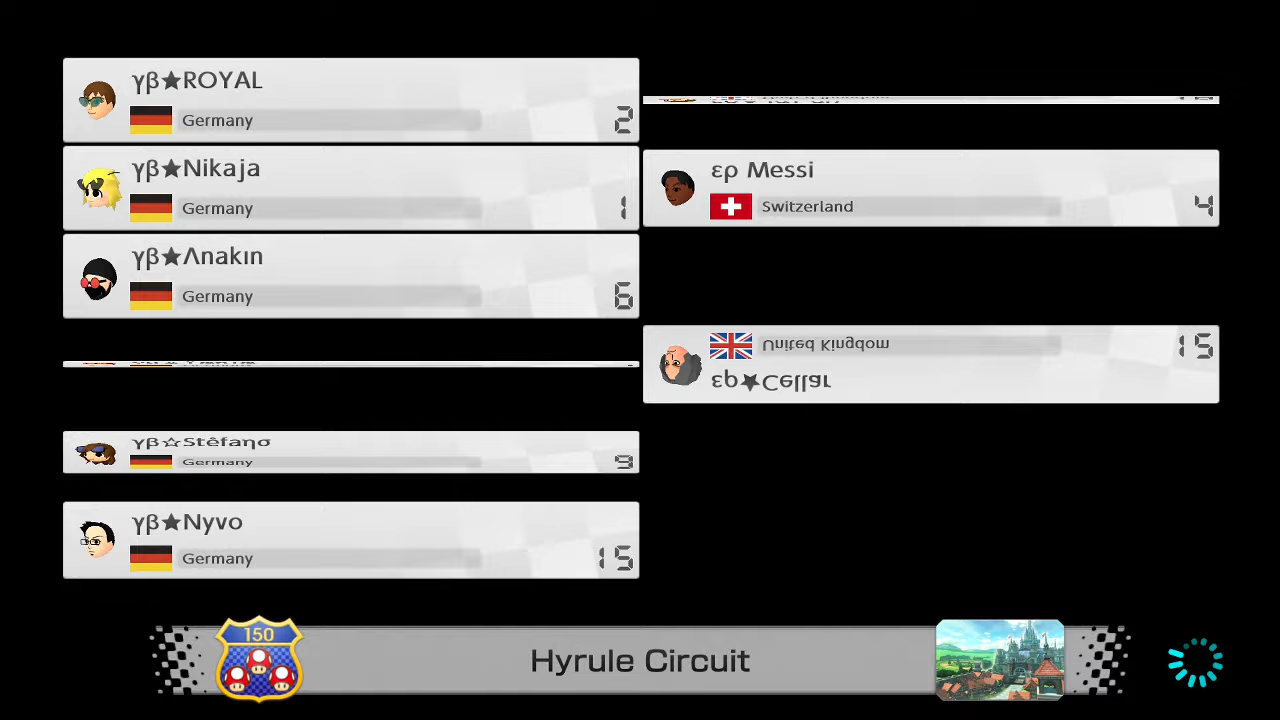 γβ★ROYAL
Germany
2
γβ★Nikaja
Germany
1
γβ★Λnakın
Germany
6
γβ☆Stēfaησ
Germany
9
γβ★Nyvo
Germany
15
ερ Messi
Switzerland
4
United Kingdom
15
ερ★Cellar
150
Hyrule Circuit